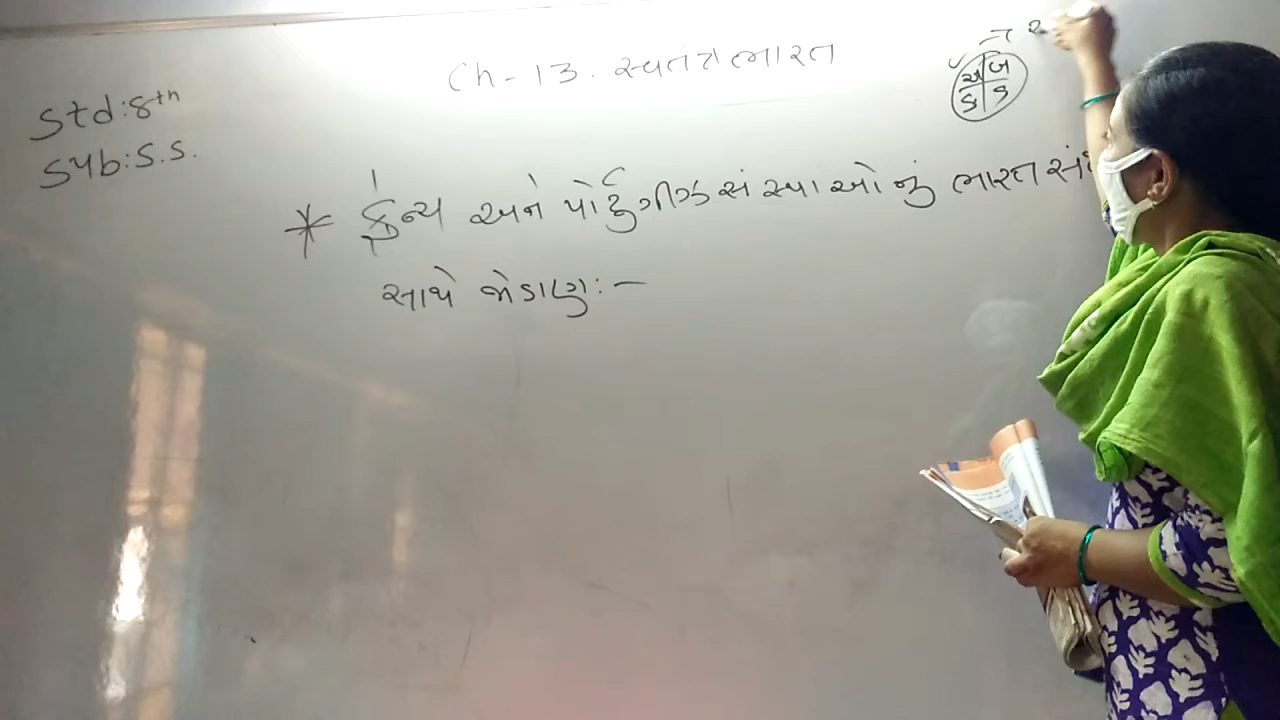 Ch - 13. સ્વતંત્ર ભારત
Std: 8th
Sub: S.S.
અ બ
ક ડ
* ફ્રેન્ચ અને પોર્ટુગીઝ સંસ્થાઓનું ભારત
સાથે જોડાણ :-